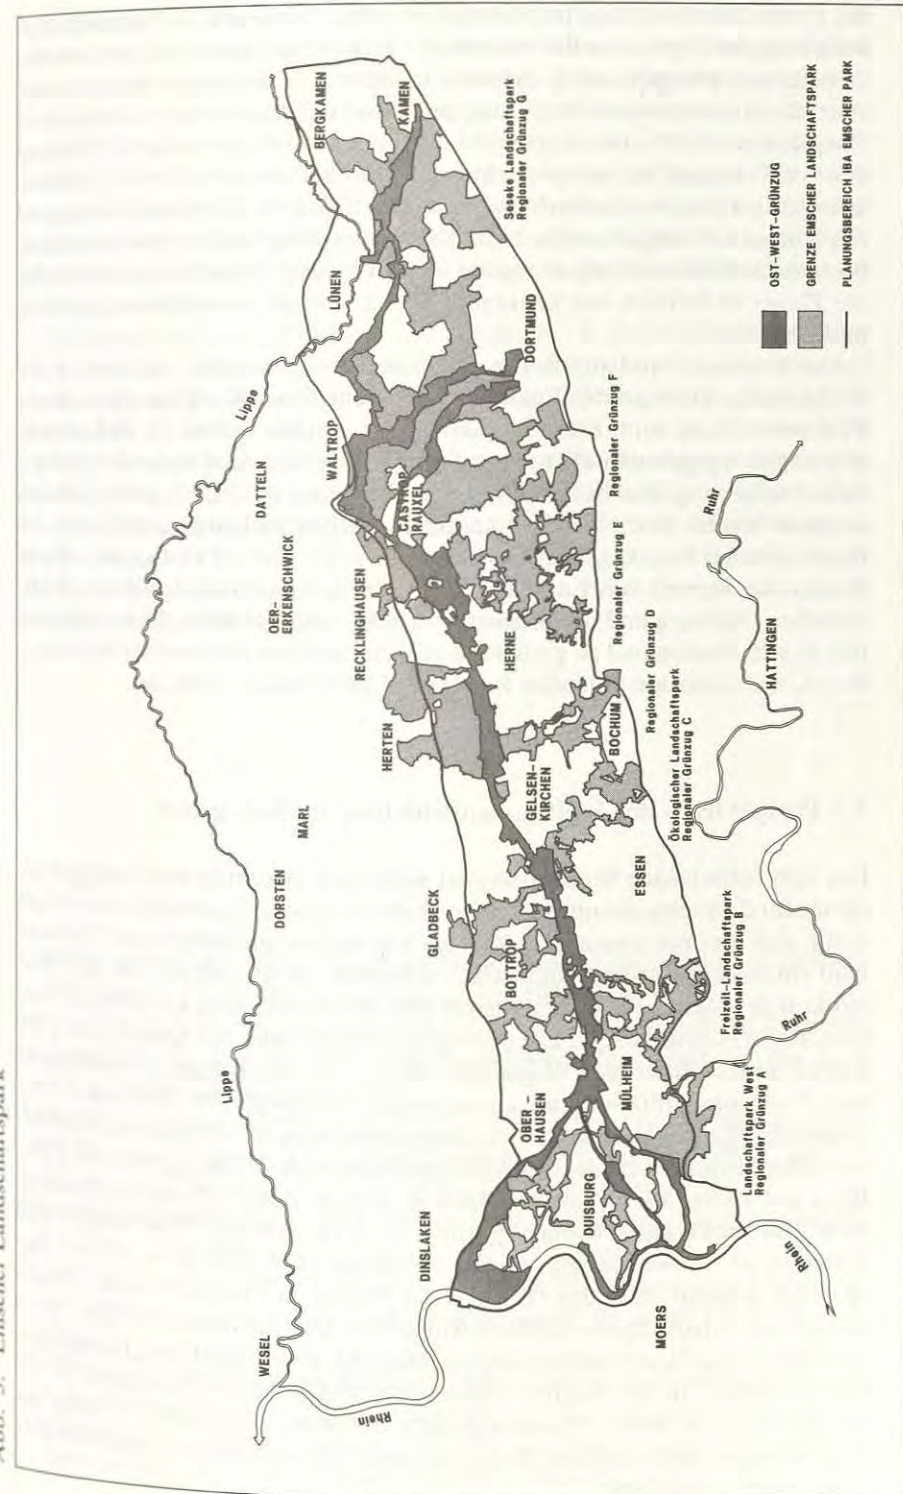 Abb. 5: Emscher Landschaftspark
WESEL
Rhein
Lippe
DORSTEN
MARL
OER-
ERKENSCHWICK
DATTELN
Lippe
DINSLAKEN
GLADBECK
HERTEN
RECKLINGHAUSEN
WALTROP
LÜNEN
BERGKAMEN
KAMEN
OBER-
HAUSEN
BOTTROP
GELSEN-
KIRCHEN
HERNE
CASTROP
RAUXEL
DUISBURG
MÜLHEIM
ESSEN
BOCHUM
DORTMUND
MOERS
Rhein
Ruhr
HATTINGEN
Ruhr
Landschaftspark West
Regionaler Grünzug A
Freizeit-Landschaftspart
Regionaler Grünzug B
Ökologischer Landschaftspark
Regionaler Grünzug C
Regionaler Grünzug D
Regionaler Grünzug E
Regionaler Grünzug F
Seseke Landschaftspark
Regionaler Grünzug G
OST-WEST-GRÜNZUG
GRENZE EMSCHER LANDSCHAFTSPARK
PLANUNGSBEREICH IBA EMSCHER PARK